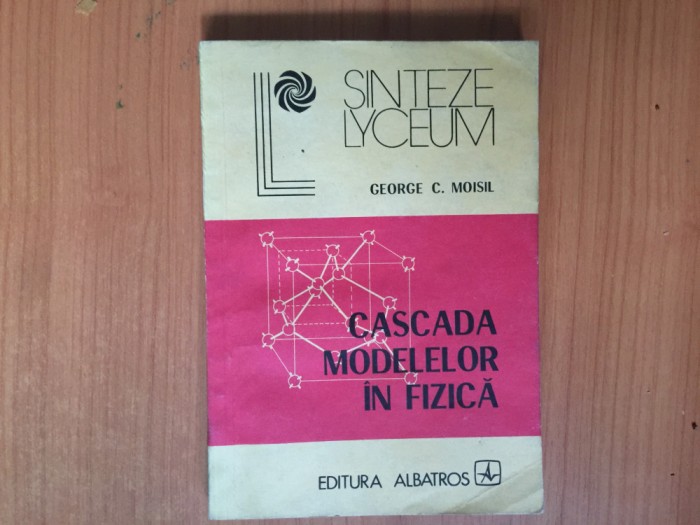 SINTEZE
LYCEUM
GEORGE C. MOISIL
CASCADA
MODELELOR
ÎN FIZICĂ
EDITURA ALBATROS